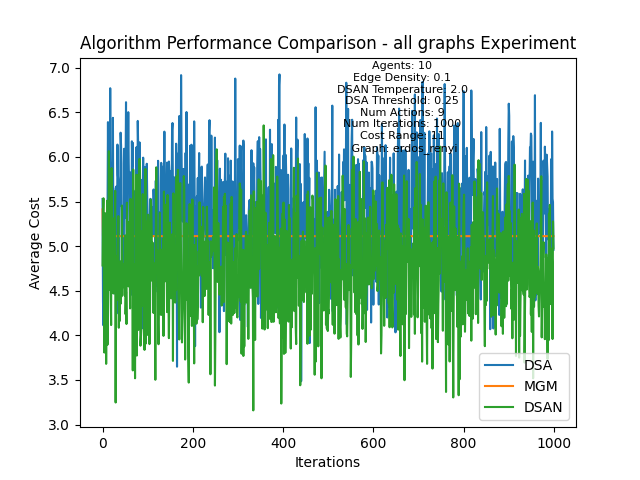 Algorithm Performance Comparison - all graphs Experiment
Agents: 10
Edge Density: 0.1
DSAN Temperature: 2.0
DSA Threshold: 0.25
Num Actions: 9
Num Iterations: 1000
Cost Range: 11
Graph: erdos_renyi
7.0
6.5
6.0
5.5
5.0
4.5
4.0
3.5
3.0
Average Cost
DSA
MGM
DSAN
0 200 400 600 800 1000
Iterations